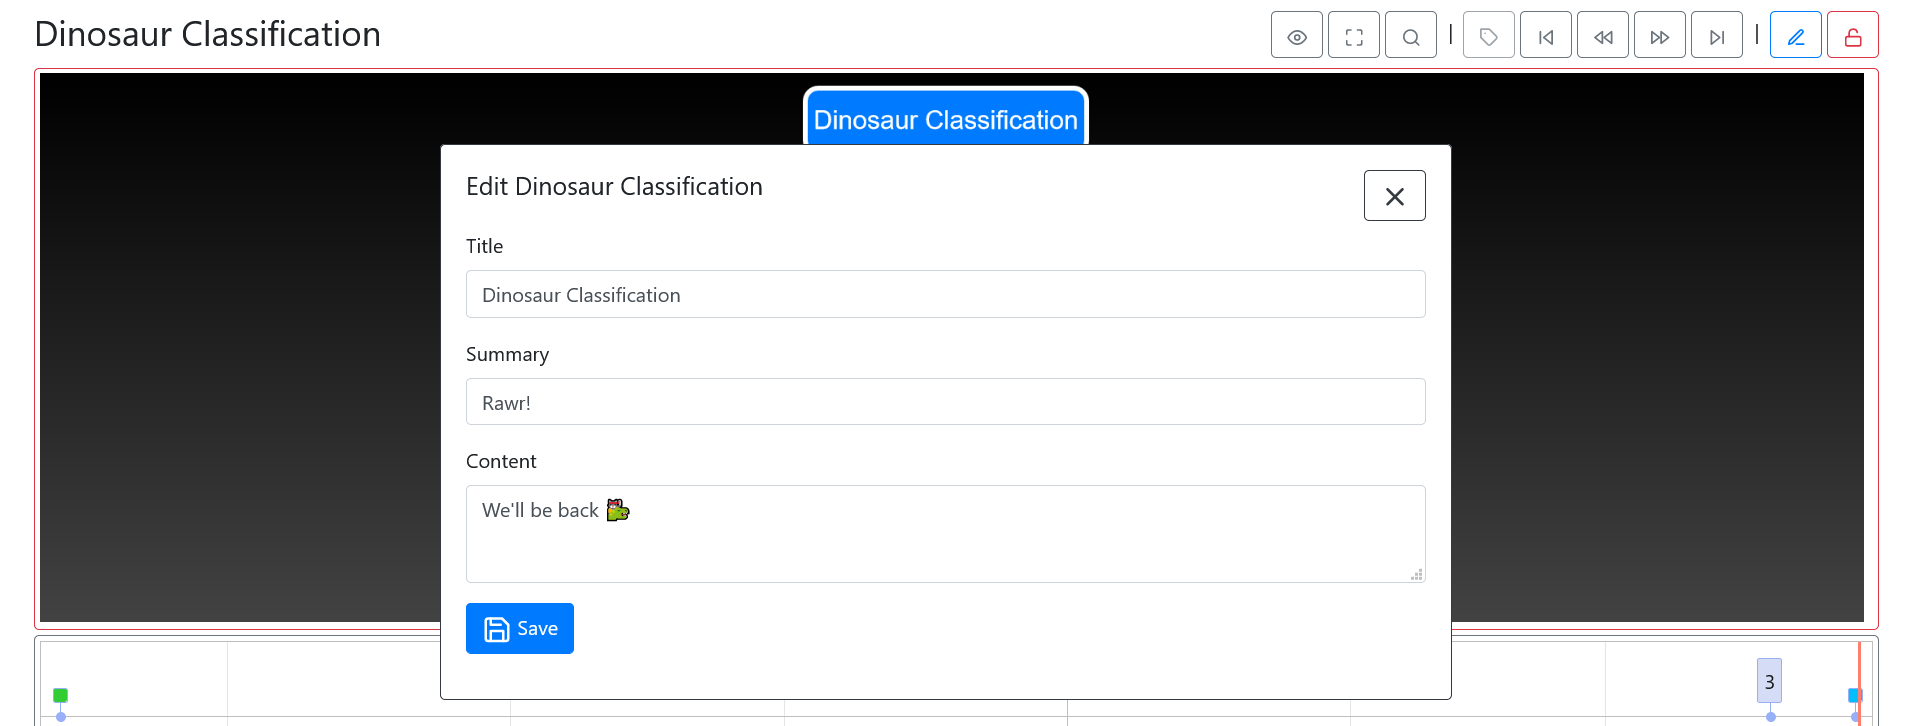 Dinosaur Classification
Dinosaur Classification
Edit Dinosaur Classification
Title
Dinosaur Classification
Summary
Rawr!
Content
We'll be back
Save
3